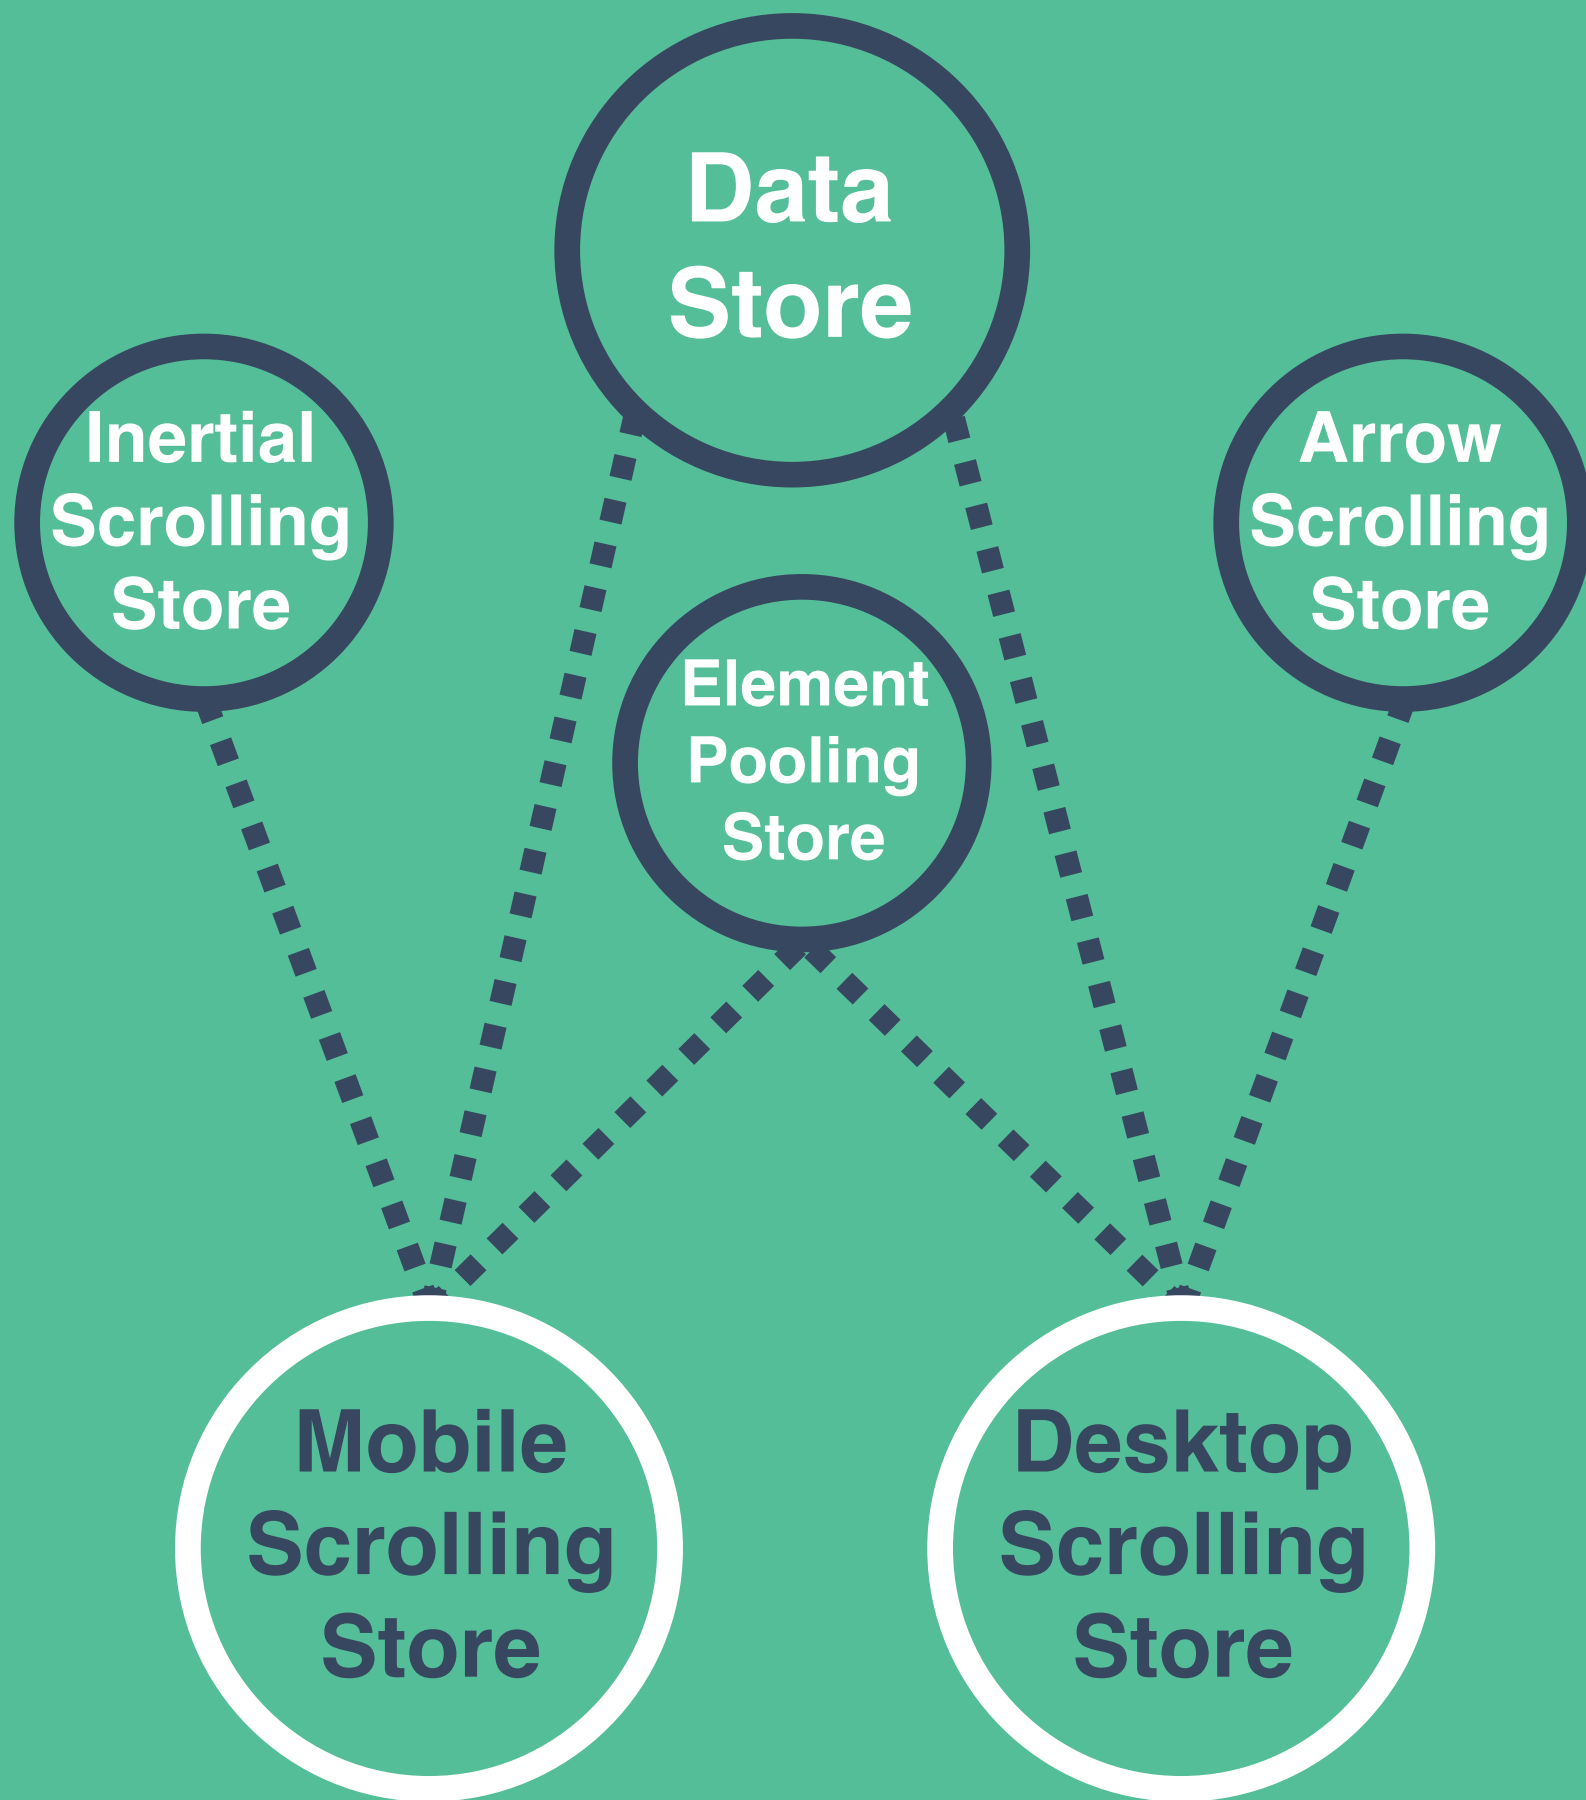 Data
Store
Inertial
Scrolling
Store
Arrow
Scrolling
Store
Element
Pooling
Store
Mobile
Scrolling
Store
Desktop
Scrolling
Store